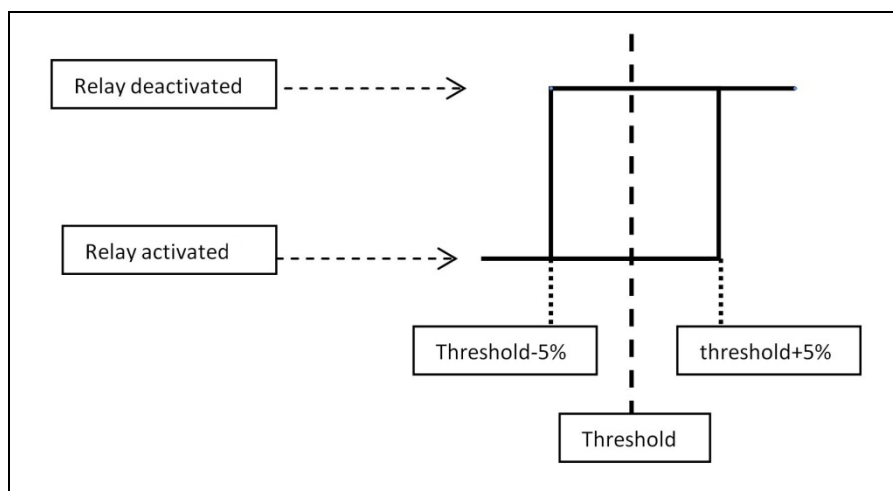 Relay deactivated
Relay activated
Threshold-5%
threshold+5%
Threshold